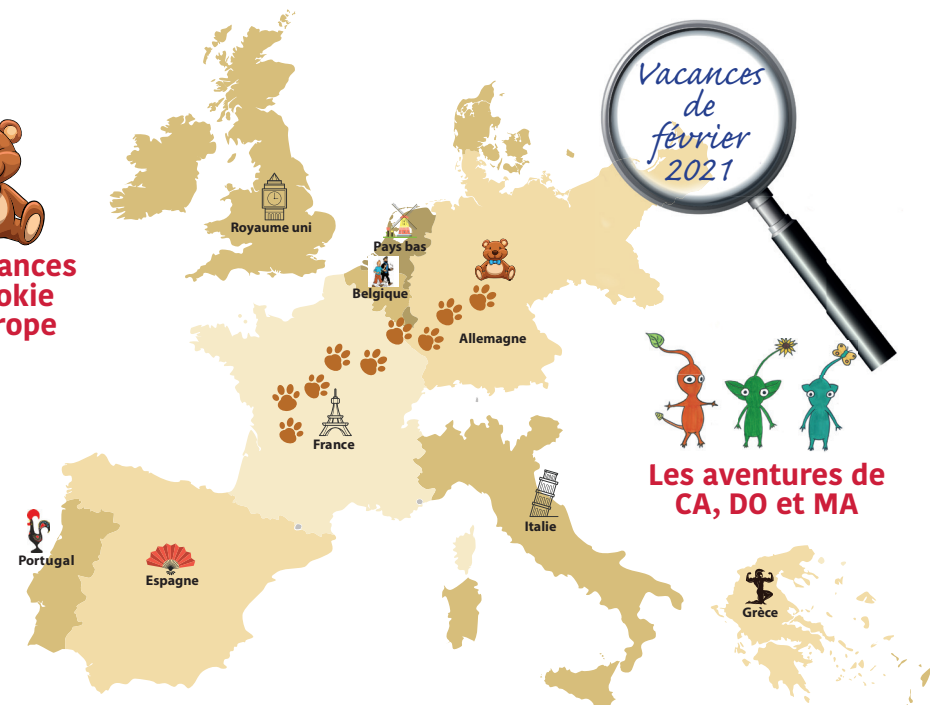 Vacances
de
février
2021
Royaume uni
Pays bas
Belgique
ances
okie
rope
Allemagne
France
Les aventures de
CA, DO et MA
Italie
Portugal
Espagne
Grèce